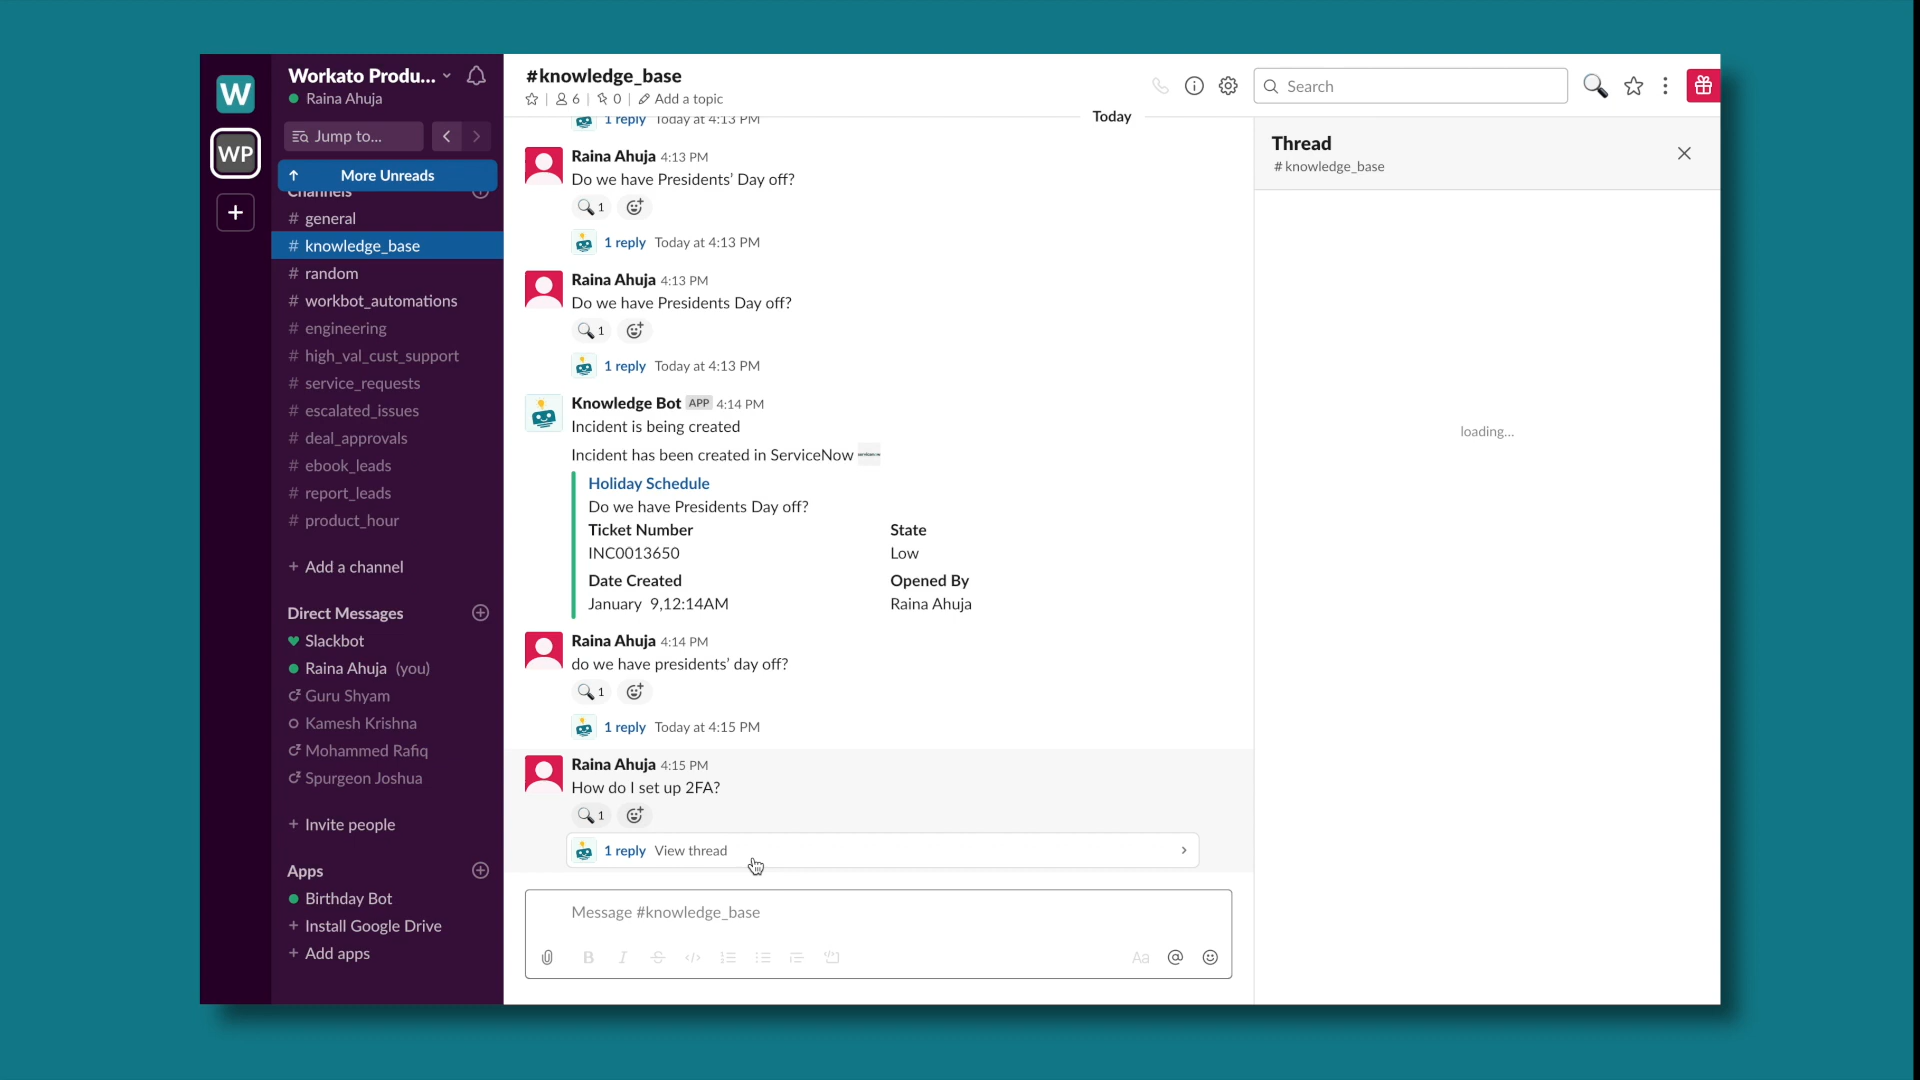 W
WP
+
Workato Produ...
Raina Ahuja
Jump to...
More Unreads
Channels
# general
# knowledge_base
# random
# workbot_automations
# engineering
# high_val_cust_support
# service_requests
# escalated_issues
# deal_approvals
# ebook_leads
# report_leads
# product_hour
+ Add a channel
Direct Messages
Slackbot
Raina Ahuja (you)
Guru Shyam
Kamesh Krishna
Mohammed Rafiq
Spurgeon Joshua
+ Invite people
Apps
Birthday Bot
+ Install Google Drive
+ Add apps
#knowledge_base
6 | 0 | Add a topic
Search
Today
1 reply Today at 4:13 PM
Raina Ahuja 4:13 PM
Do we have Presidents’ Day off?
1
1 reply Today at 4:13 PM
Raina Ahuja 4:13 PM
Do we have Presidents Day off?
1
1 reply Today at 4:13 PM
Knowledge Bot APP 4:14 PM
Incident is being created
Incident has been created in ServiceNow
Holiday Schedule
Do we have Presidents Day off?
Ticket Number State
INC0013650 Low
Date Created Opened By
January 9,12:14AM Raina Ahuja
Raina Ahuja 4:14 PM
do we have presidents’ day off?
1
1 reply Today at 4:15 PM
Raina Ahuja 4:15 PM
How do I set up 2FA?
1
1 reply View thread
Message #knowledge_base
B I S </> Aa @
Thread
# knowledge_base
loading...